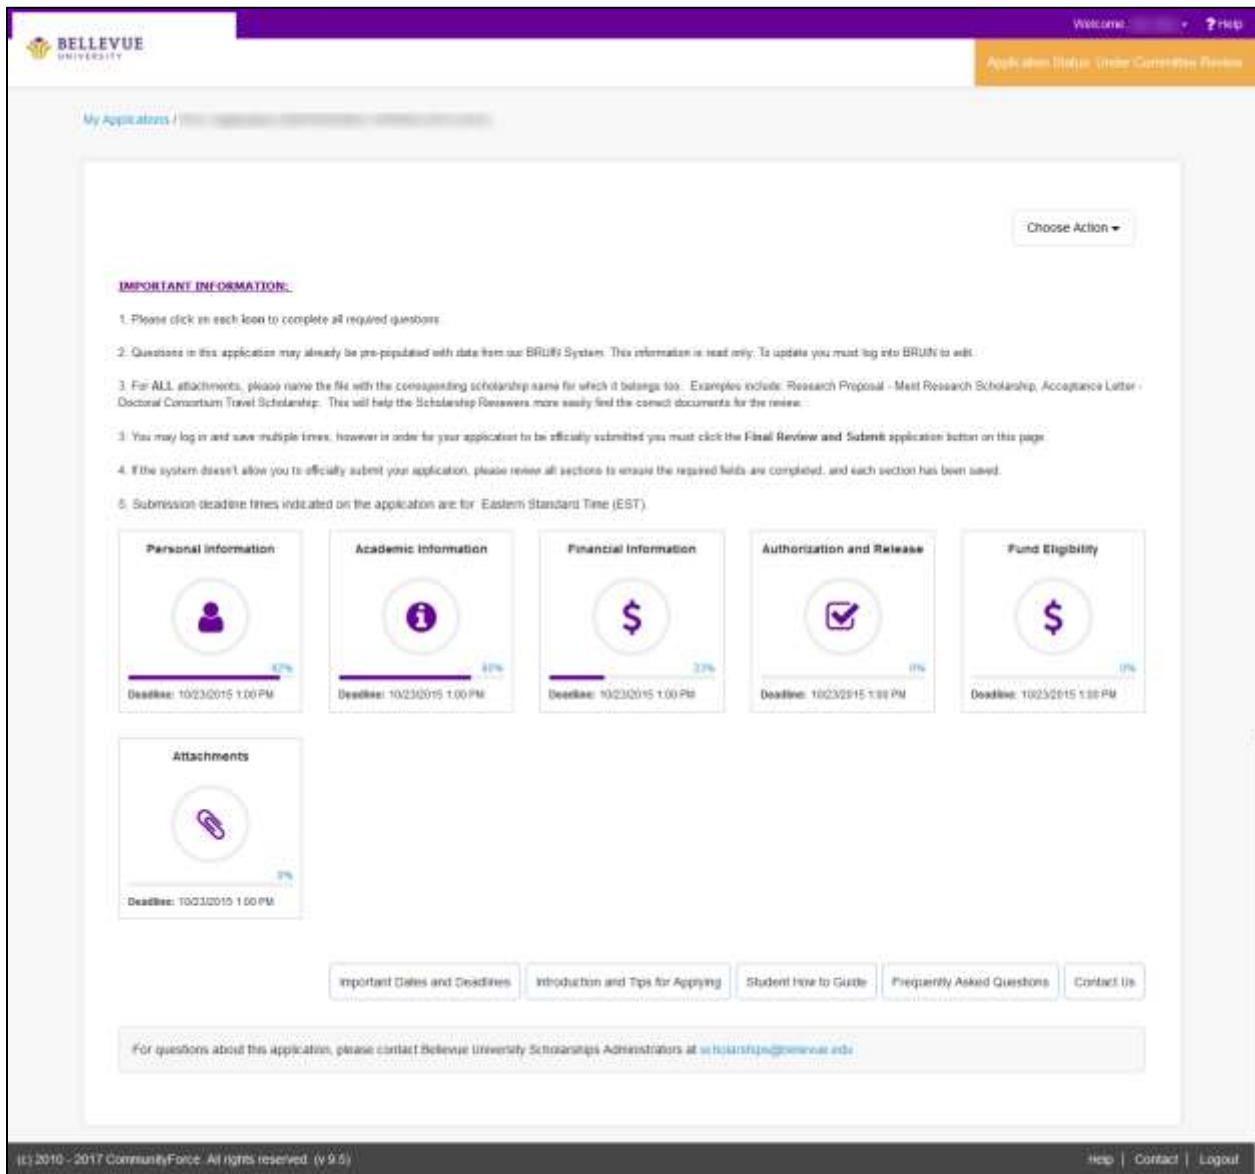 Welcome, ? Help
BELLEVUE
UNIVERSITY
Application Status: Under Committee Review
My Applications /
Choose Action
IMPORTANT INFORMATION:
1. Please click on each icon to complete all required questions.
2. Questions in this application may already be pre-populated with data from our BRUIN System. This information is read only. To update you must log into BRUIN to edit.
3. For ALL attachments, please name the file with the corresponding scholarship name for which it belongs too. Examples include: Research Proposal - Merit Research Scholarship, Acceptance Letter -
Doctoral Consortium Travel Scholarship. This will help the Scholarship Reviewers more easily find the correct documents for the review.
3. You may log in and save multiple times, however in order for your application to be officially submitted you must click the Final Review and Submit application button on this page.
4. If the system doesn't allow you to officially submit your application, please review all sections to ensure the required fields are completed, and each section has been saved.
5. Submission deadline times indicated on the application are for Eastern Standard Time (EST).
Personal Information
Deadline: 10/23/2015 1:00 PM
Academic Information
Deadline: 10/23/2015 1:00 PM
Financial Information
33%
Deadline: 10/23/2015 1:00 PM
Authorization and Release
0%
Deadline: 10/23/2015 1:00 PM
Fund Eligibility
0%
Deadline: 10/23/2015 1:00 PM
Attachments
0%
Deadline: 10/23/2015 1:00 PM
Important Dates and Deadlines
Introduction and Tips for Applying
Student How to Guide
Frequently Asked Questions
Contact Us
For questions about this application, please contact Bellevue University Scholarships Administrators at scholarships@bellevue.edu
(c) 2010 - 2017 CommunityForce. All rights reserved. (v 9.5)
Help | Contact | Logout